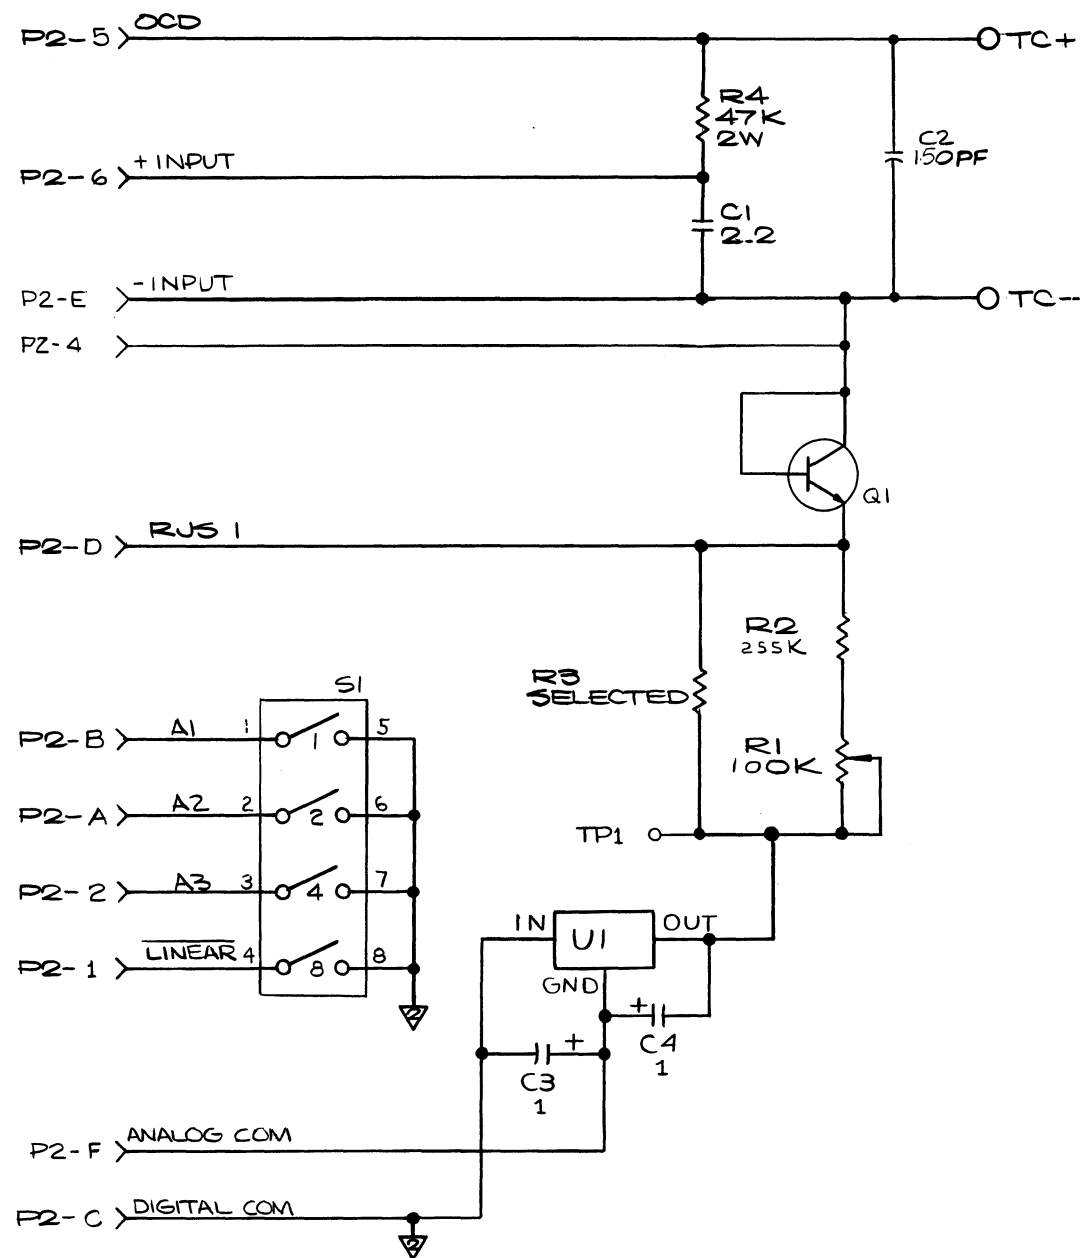 P2-5 OCD
TC+
R4
47K
2W
C2
150PF
P2-6 +INPUT
C1
2.2
P2-E -INPUT
TC-
P2-4
Q1
P2-D RJS 1
R2
255K
R3
SELECTED
S1
R1
100K
P2-B A1 1 1 5
P2-A A2 2 2 6
TP1
P2-2 A3 3 4 7
IN U1 OUT
P2-1 LINEAR 4 8 8
GND
2
+ C4
1
C3 +
1
P2-F ANALOG COM
P2-C DIGITAL COM
2